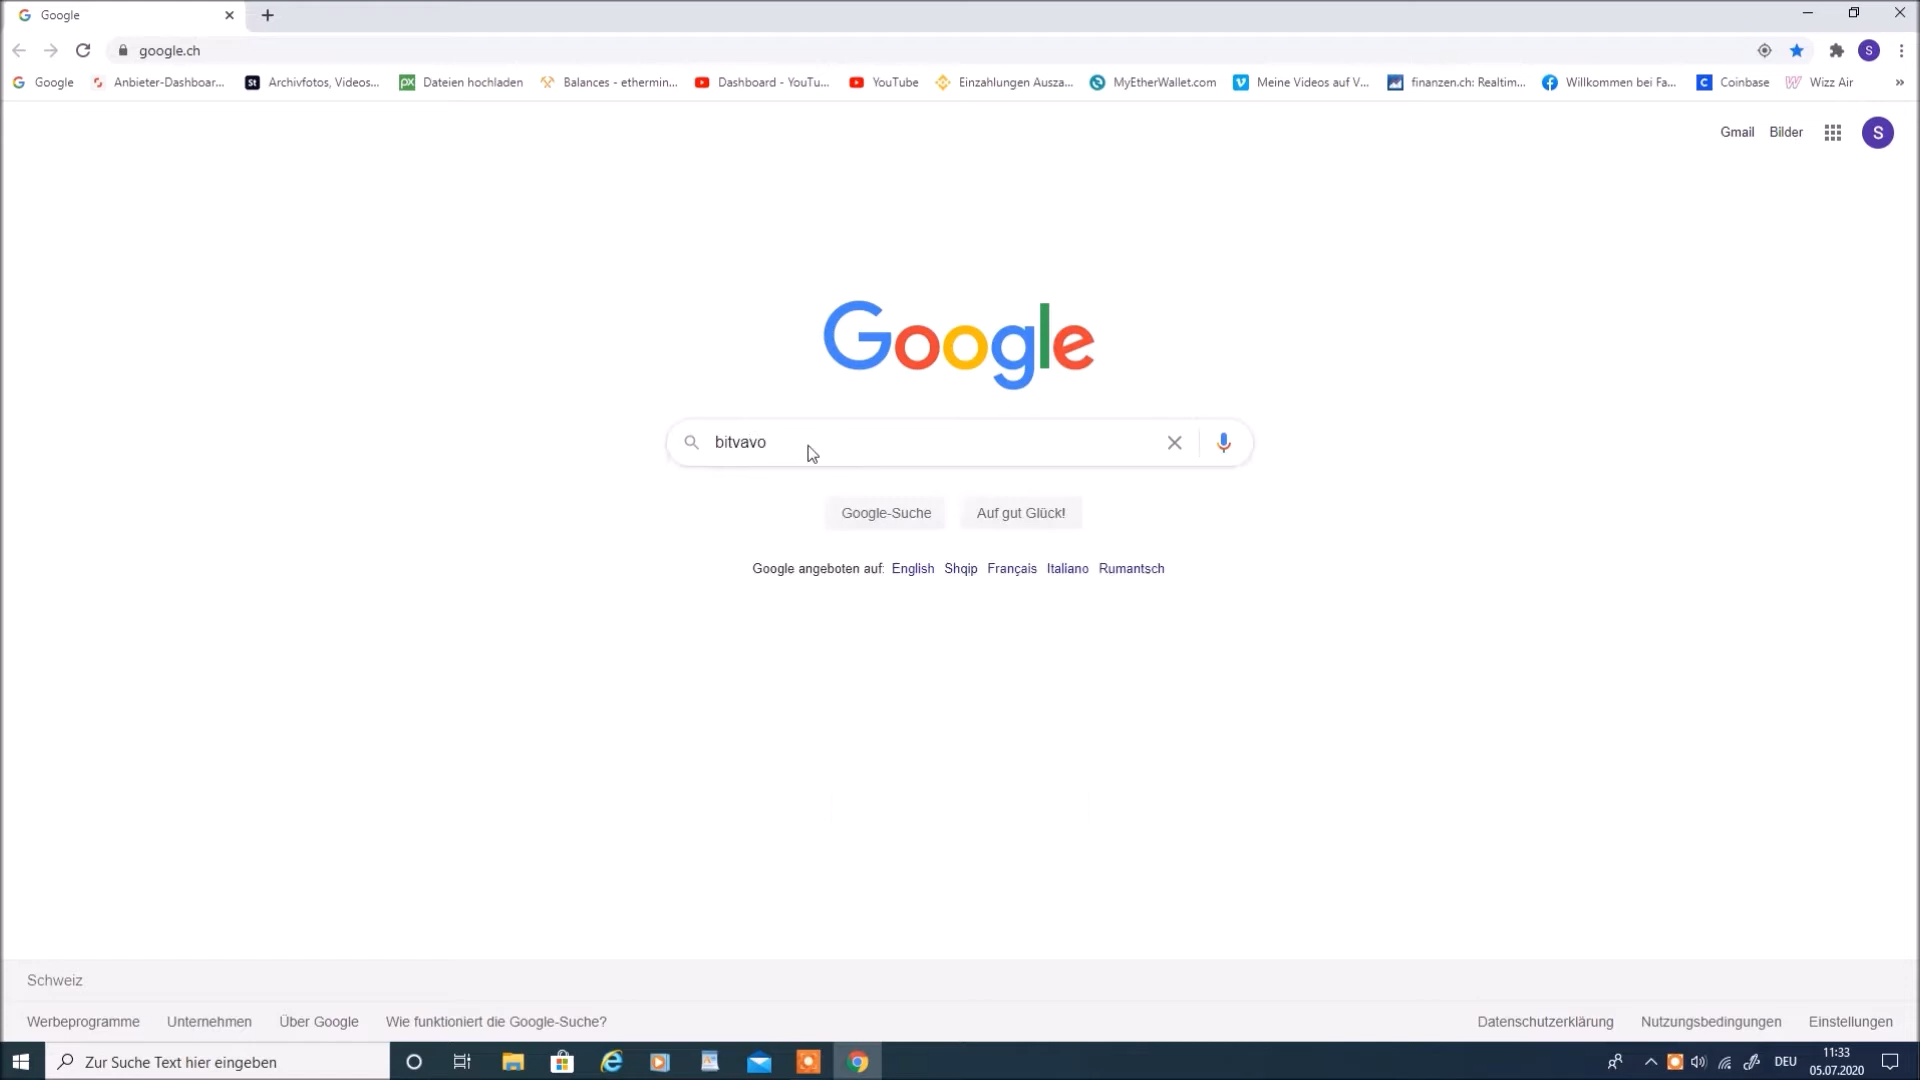 Google
google.ch
S
Google
Anbieter-Dashboar...
St
Archivfotos, Videos...
px
Dateien hochladen
Balances - ethermin...
Dashboard - YouTu...
YouTube
Einzahlungen Ausza...
MyEtherWallet.com
Meine Videos auf V...
finanzen.ch: Realtim...
Willkommen bei Fa...
Coinbase
Wizz Air
»
Gmail
Bilder
S
Google
bitvavo
Google-Suche
Auf gut Glück!
Google angeboten auf: English Shqip Français Italiano Rumantsch
Schweiz
Werbeprogramme
Unternehmen
Über Google
Wie funktioniert die Google-Suche?
Datenschutzerklärung
Nutzungsbedingungen
Einstellungen
Zur Suche Text hier eingeben
DEU
11:33
05.07.2020